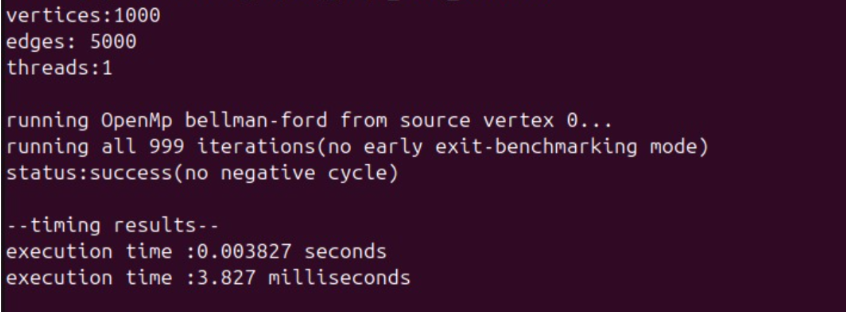 vertices:1000
edges: 5000
threads:1
running OpenMp bellman-ford from source vertex 0...
running all 999 iterations(no early exit-benchmarking mode)
status:success(no negative cycle)
--timing results--
execution time :0.003827 seconds
execution time :3.827 milliseconds